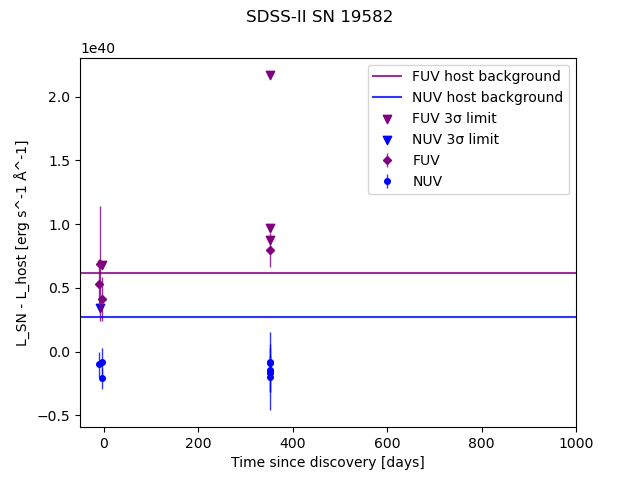 SDSS-II SN 19582
1e40
FUV host background
NUV host background
FUV 3σ limit
NUV 3σ limit
FUV
NUV
2.0
1.5
1.0
0.5
0.0
−0.5
L_SN - L_host [erg s^-1 Å^-1]
0
200
400
600
800
1000
Time since discovery [days]